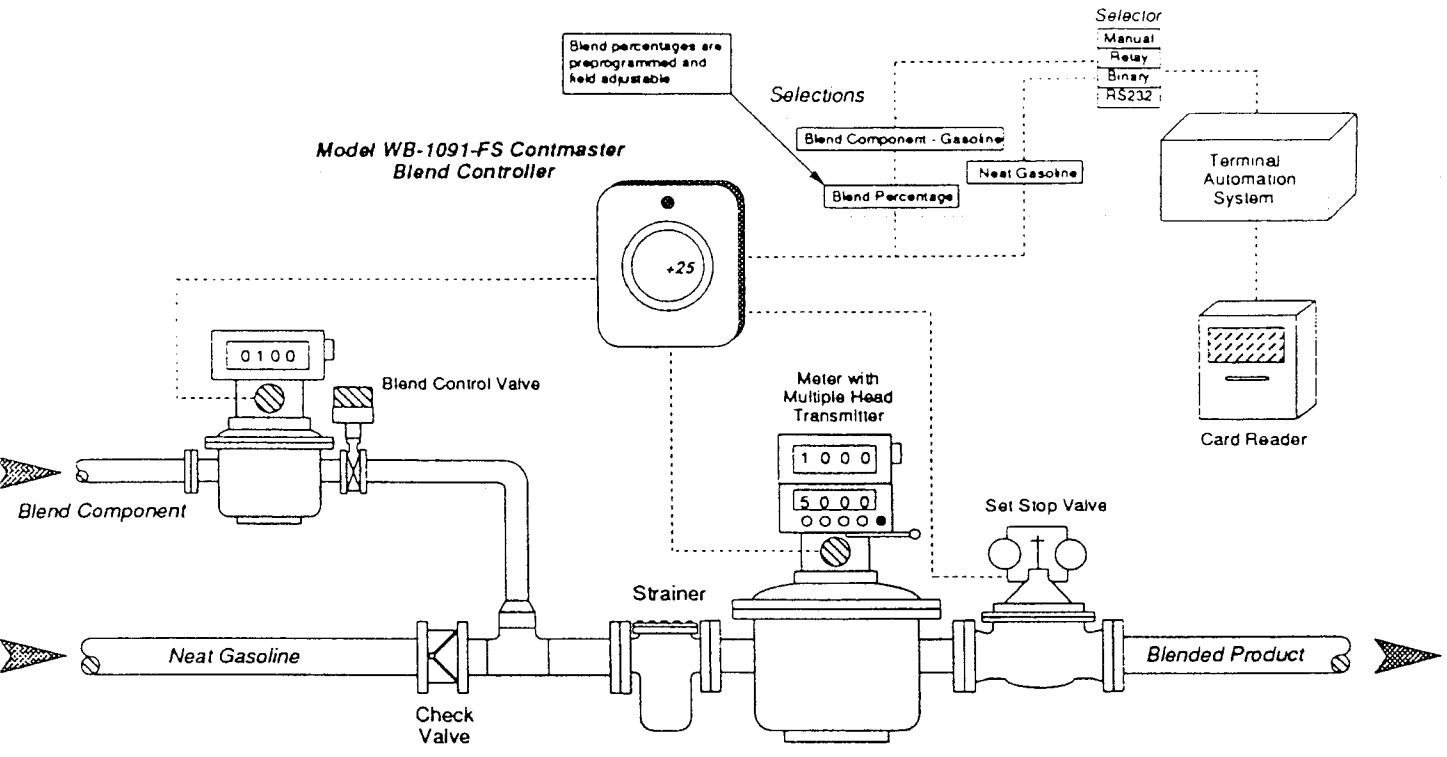 Selector
Manual
Relay
Binary
RS232
Blend percentages are
preprogrammed and
field adjustable
Selections
Blend Component - Gasoline
Neat Gasoline
Blend Percentage
Terminal
Automation
System
Model WB-1091-FS Contmaster
Blend Controller
+25
0100
Blend Control Valve
Meter with
Multiple Head
Transmitter
1000
5000
Card Reader
Blend Component
Set Stop Valve
Strainer
Neat Gasoline
Blended Product
Check
Valve